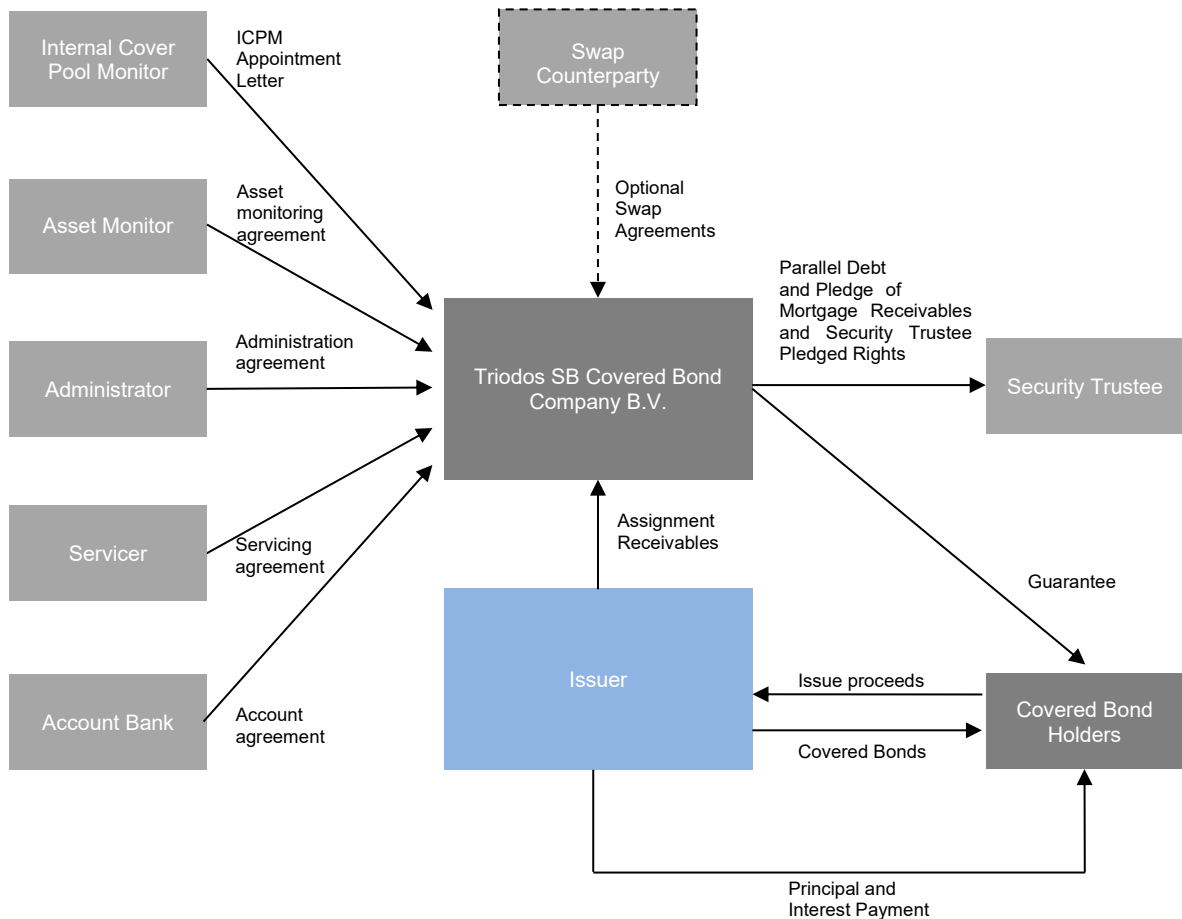 Internal Cover
Pool Monitor
ICPM
Appointment
Letter
Swap
Counterparty
Asset Monitor
Asset
monitoring
agreement
Optional
Swap
Agreements
Parallel Debt
and Pledge of
Mortgage Receivables
and Security Trustee
Pledged Rights
Administrator
Administration
agreement
Triodos SB Covered Bond
Company B.V.
Security Trustee
Servicer
Servicing
agreement
Assignment
Receivables
Guarantee
Account Bank
Account
agreement
Issuer
Issue proceeds
Covered Bonds
Covered Bond
Holders
Principal and
Interest Payment